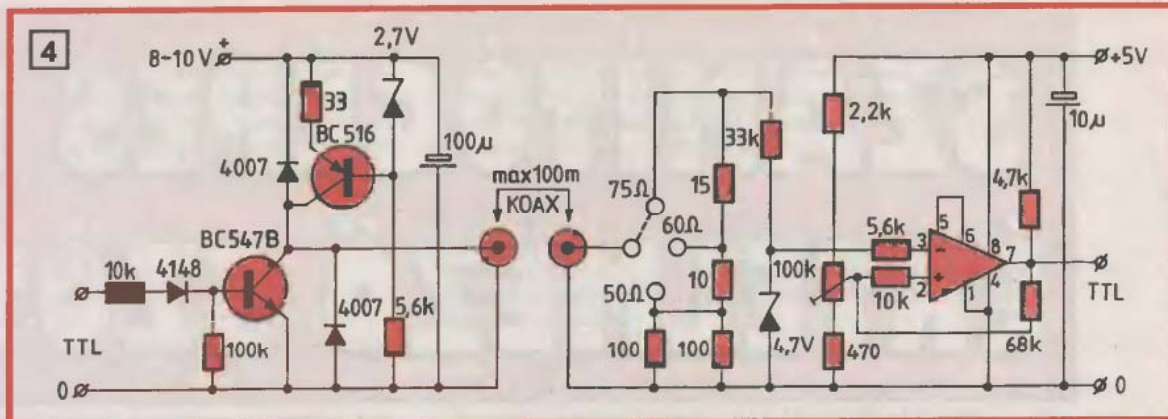 4
8-10V +
2,7V
33
BC516
100µ
4007
BC547B
10k
4148
4007
5,6k
TTL
100k
0
max100m
KOAX
75Ω
60Ω
50Ω
15
10
100
100
33k
4,7V
2,2k
100k
470
5,6k
10k
3
-
+
2
5
6
8
7
1
4
4,7k
68k
+5V
10µ
TTL
0